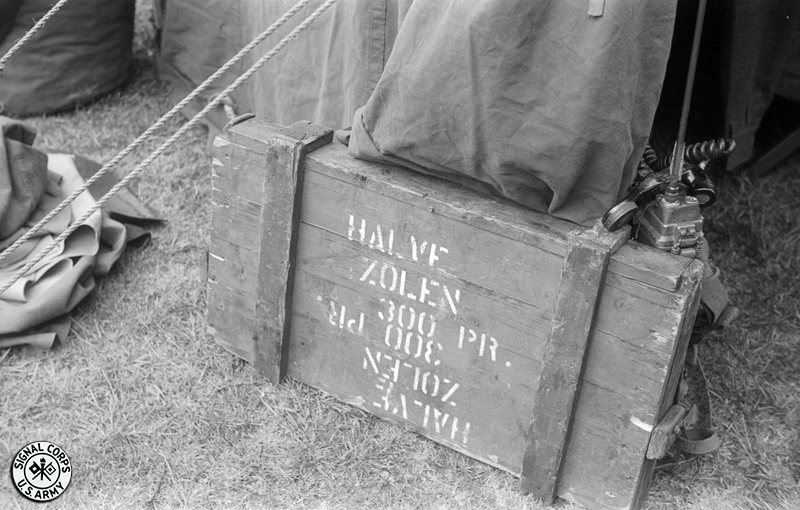 HALVE
ZOLEN
300 PR.
300 PR.
ZOLEN
HALVE
SIGNAL CORPS
U.S. ARMY